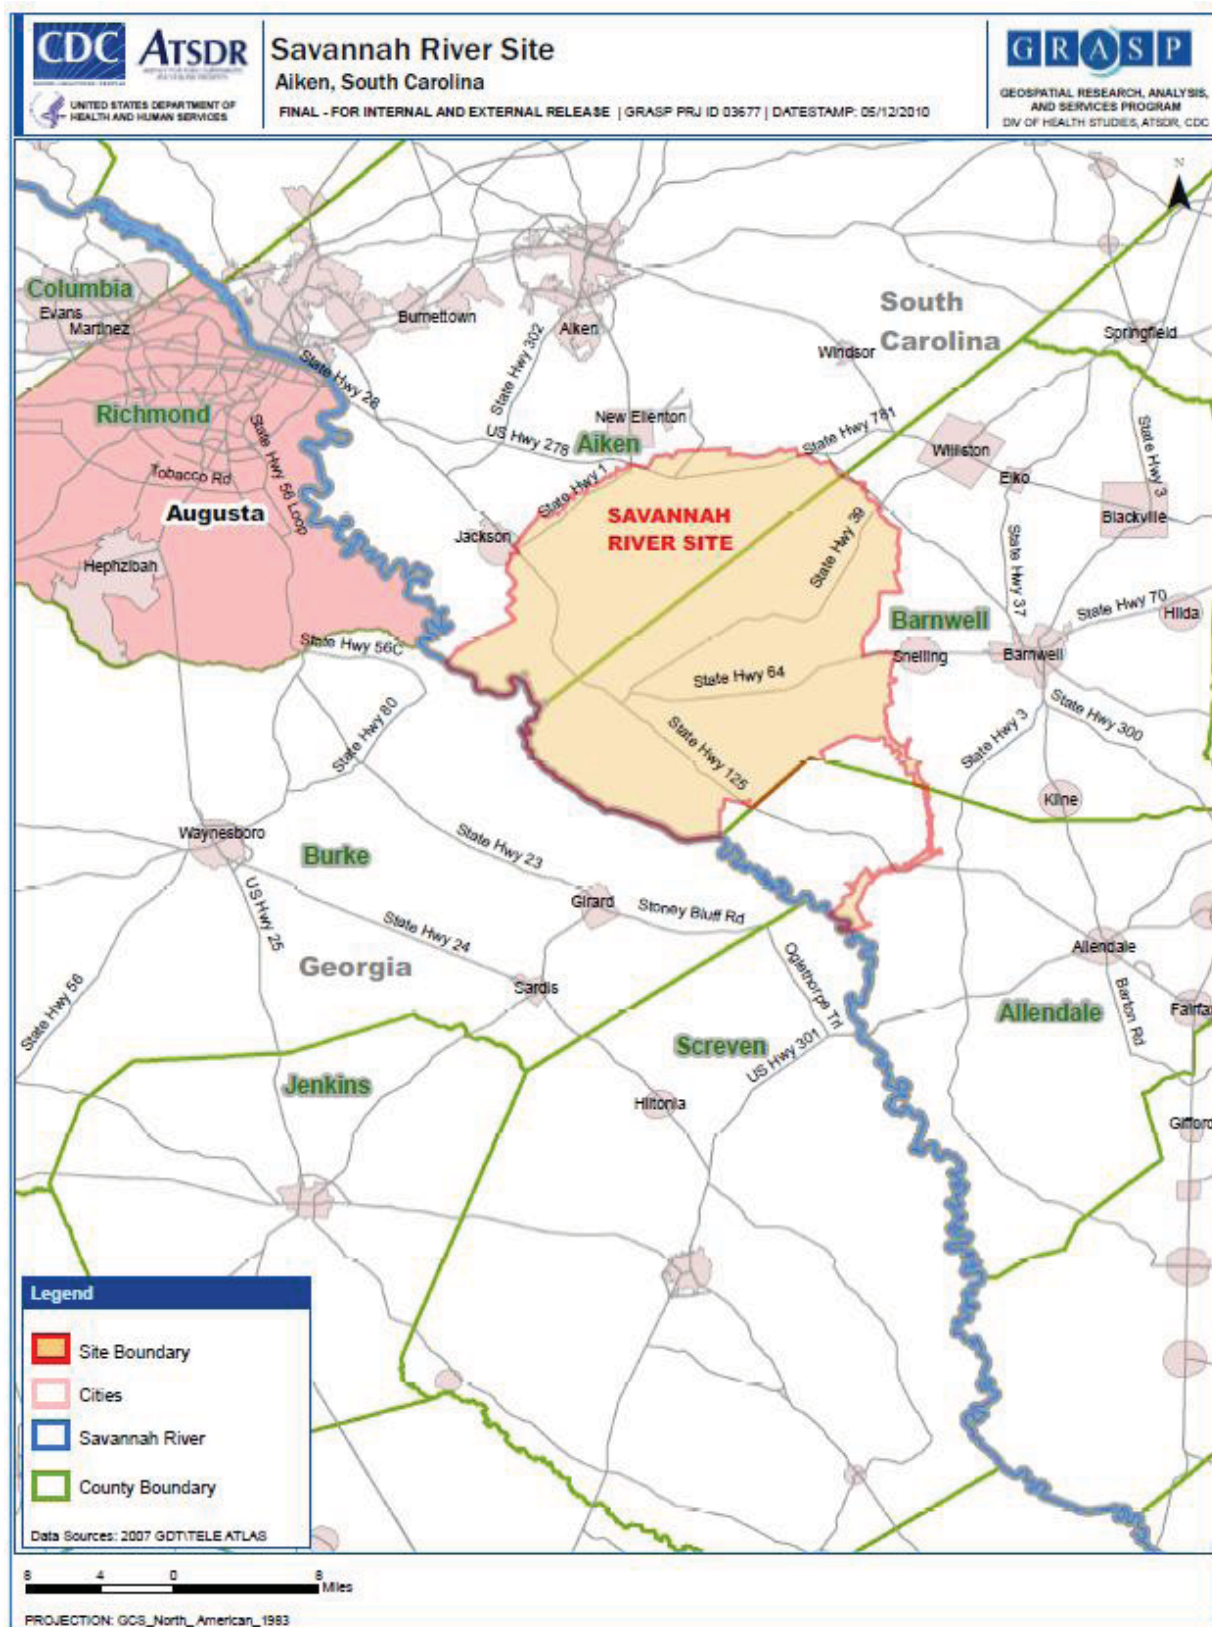 CDC
ATSDR
UNITED STATES DEPARTMENT OF
HEALTH AND HUMAN SERVICES
Savannah River Site
Aiken, South Carolina
FINAL - FOR INTERNAL AND EXTERNAL RELEASE | GRASP PRJ ID 03677 | DATESTAMP: 05/12/2010
GRASP
GEOSPATIAL RESEARCH, ANALYSIS,
AND SERVICES PROGRAM
DIV OF HEALTH STUDIES, ATSDR, CDC
N
Columbia
Evans
Martinez
Burnettown
Aiken
South
Carolina
Windsor
Springfield
State Hwy 302
State Hwy 28
Richmond
New Ellenton
US Hwy 278
Aiken
State Hwy 781
Williston
State Hwy 3
Elko
Blackville
Tobacco Rd
State Hwy 56 Loop
Augusta
State Hwy 1
SAVANNAH
RIVER SITE
Jackson
State Hwy 39
Hephzibah
State Hwy 37
State Hwy 70
Hilda
Barnwell
Snelling
Barnwell
State Hwy 56C
State Hwy 64
State Hwy 80
State Hwy 125
State Hwy 3
State Hwy 300
Kline
Waynesboro
Burke
State Hwy 23
US Hwy 25
Girard
Stoney Bluff Rd
State Hwy 24
Georgia
Sardis
Oglethorpe Trl
Allendale
Barton Rd
Allendale
Fairfax
State Hwy 56
Screven
US Hwy 301
Jenkins
Hiltonia
Gifford
Legend
Site Boundary
Cities
Savannah River
County Boundary
Data Sources: 2007 GDT\TELE ATLAS
8 4 0 8
Miles
PROJECTION: GCS_North_American_1983